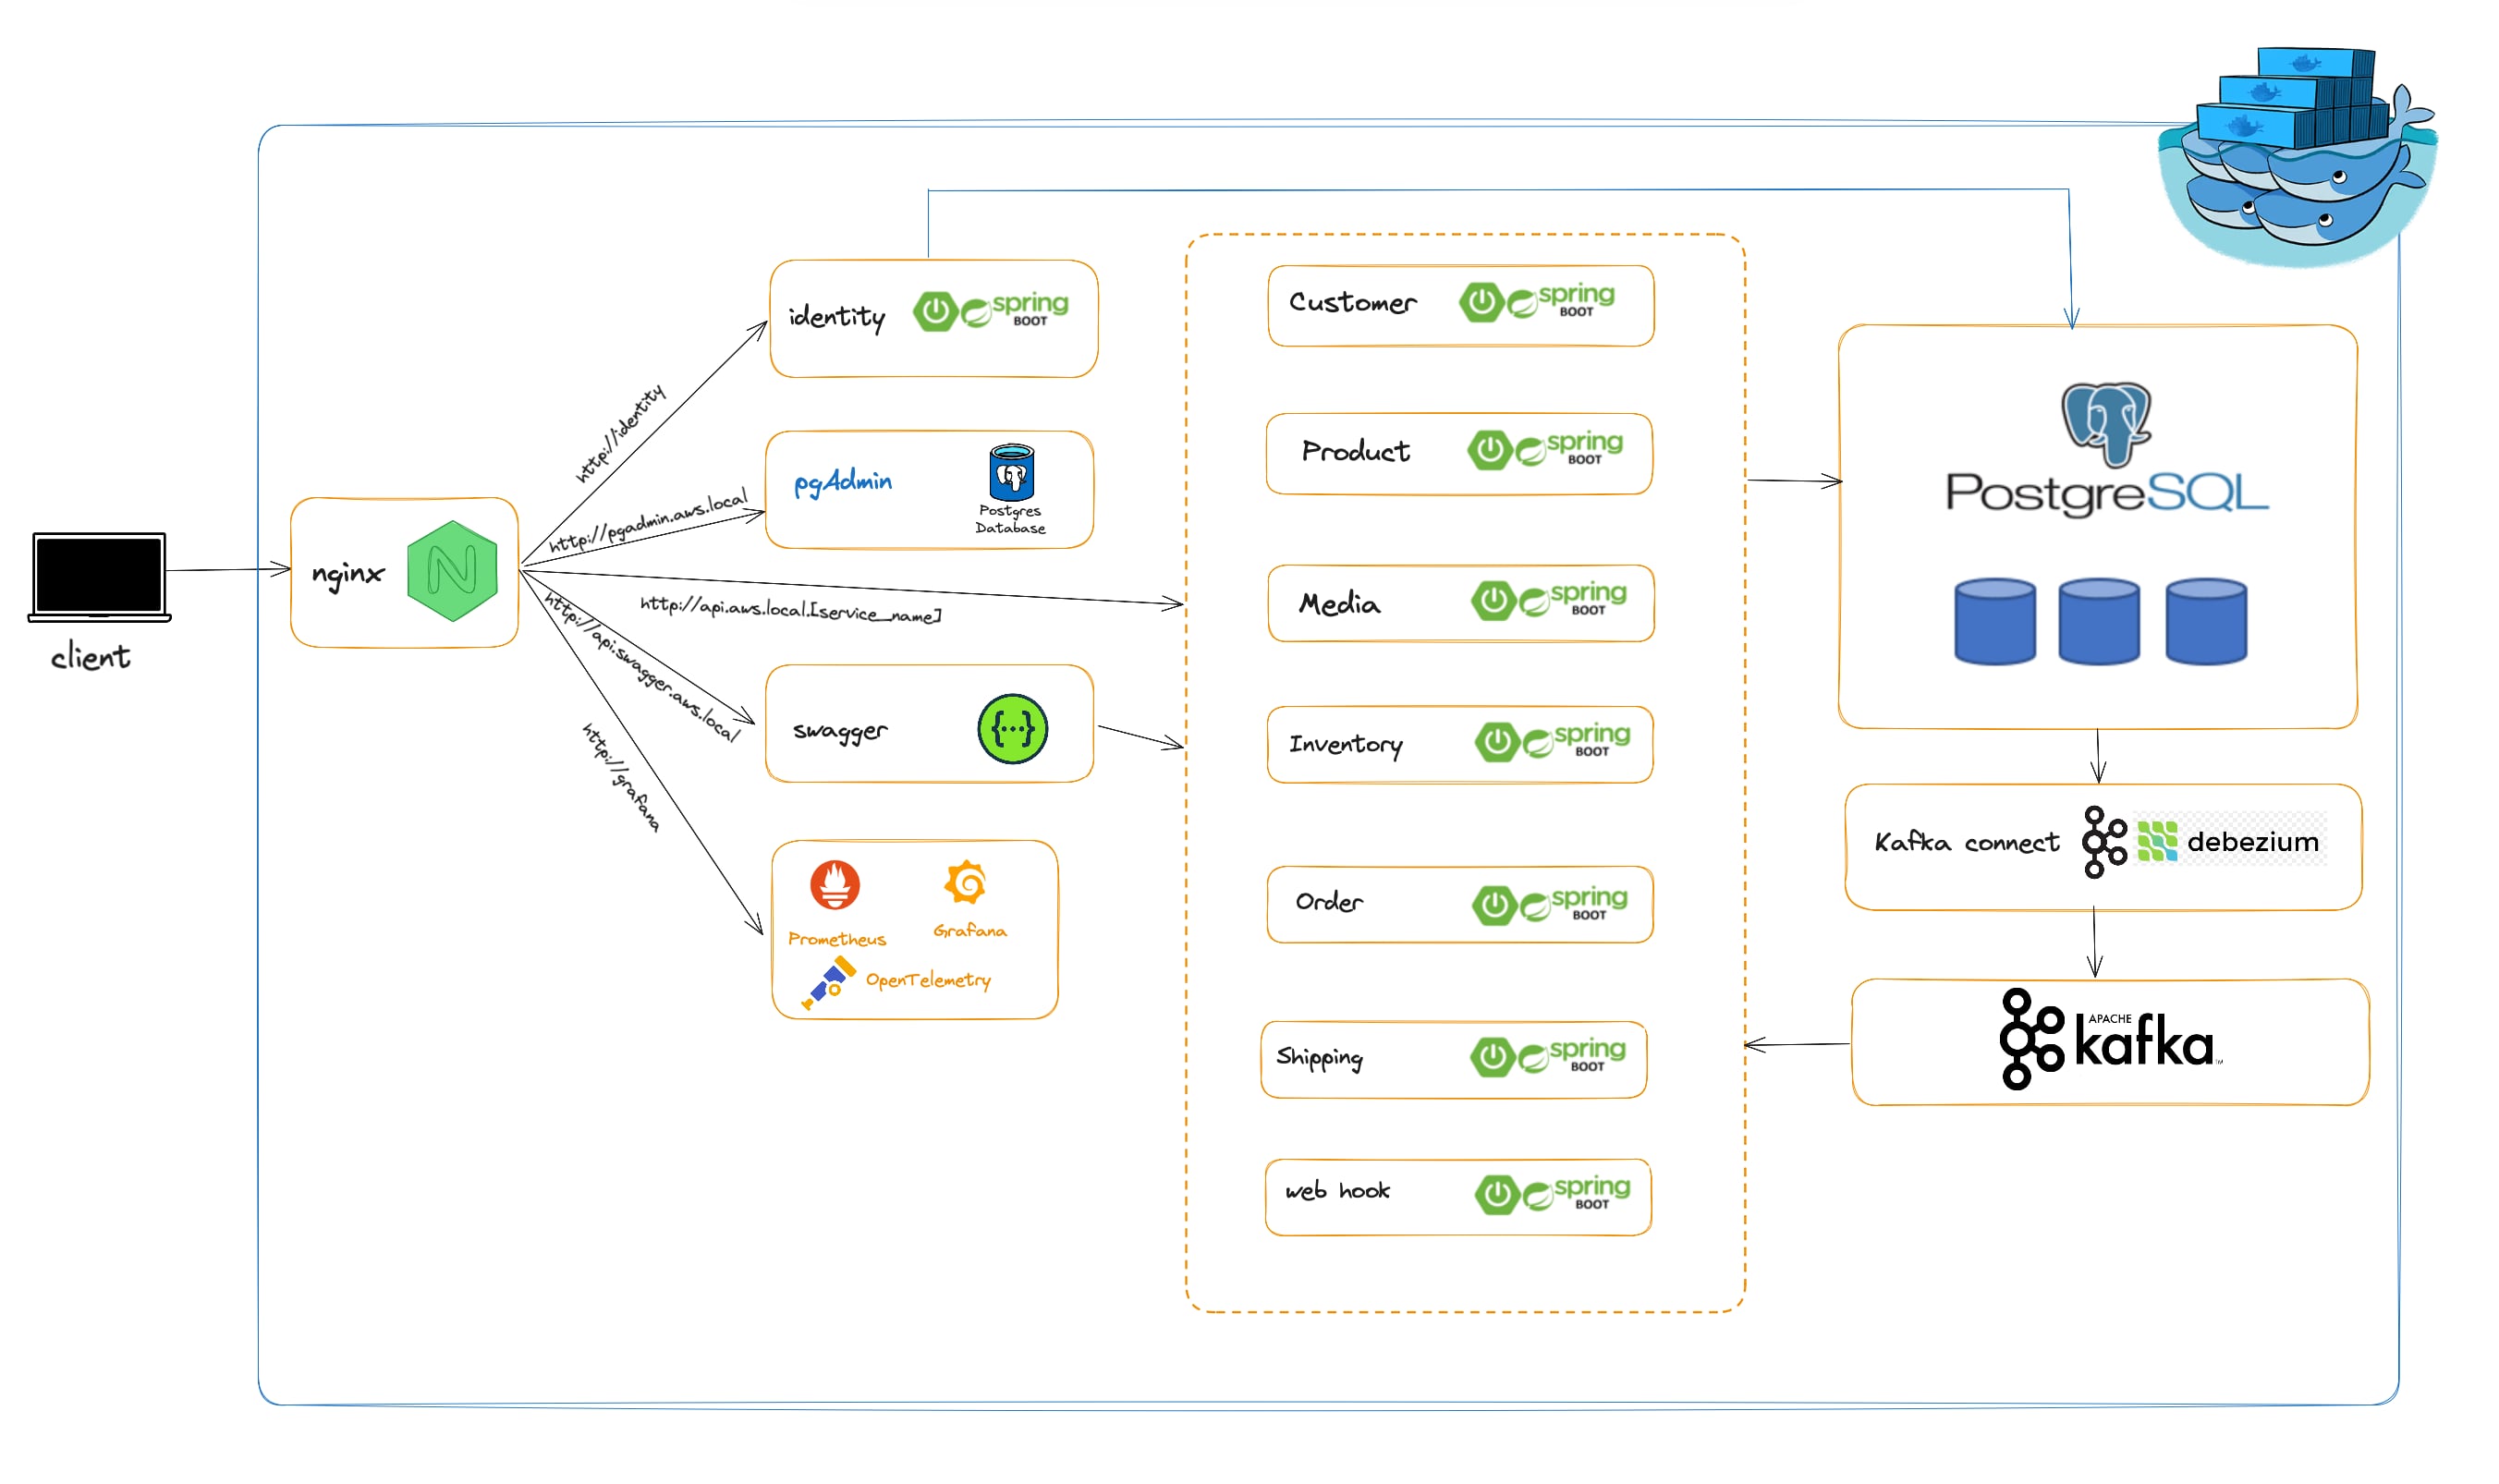 client
nginx
http://identity
http://pgadmin.aws.local
http://api.aws.local.[service_name]
http://api.swagger.aws.local
http://grafana
identity
spring
BOOT
pgAdmin
Postgres
Database
swagger
Prometheus
Grafana
OpenTelemetry
Customer
spring
BOOT
Product
spring
BOOT
Media
spring
BOOT
Inventory
spring
BOOT
Order
spring
BOOT
Shipping
spring
BOOT
web hook
spring
BOOT
PostgreSQL
Kafka connect
debezium
APACHE
kafka